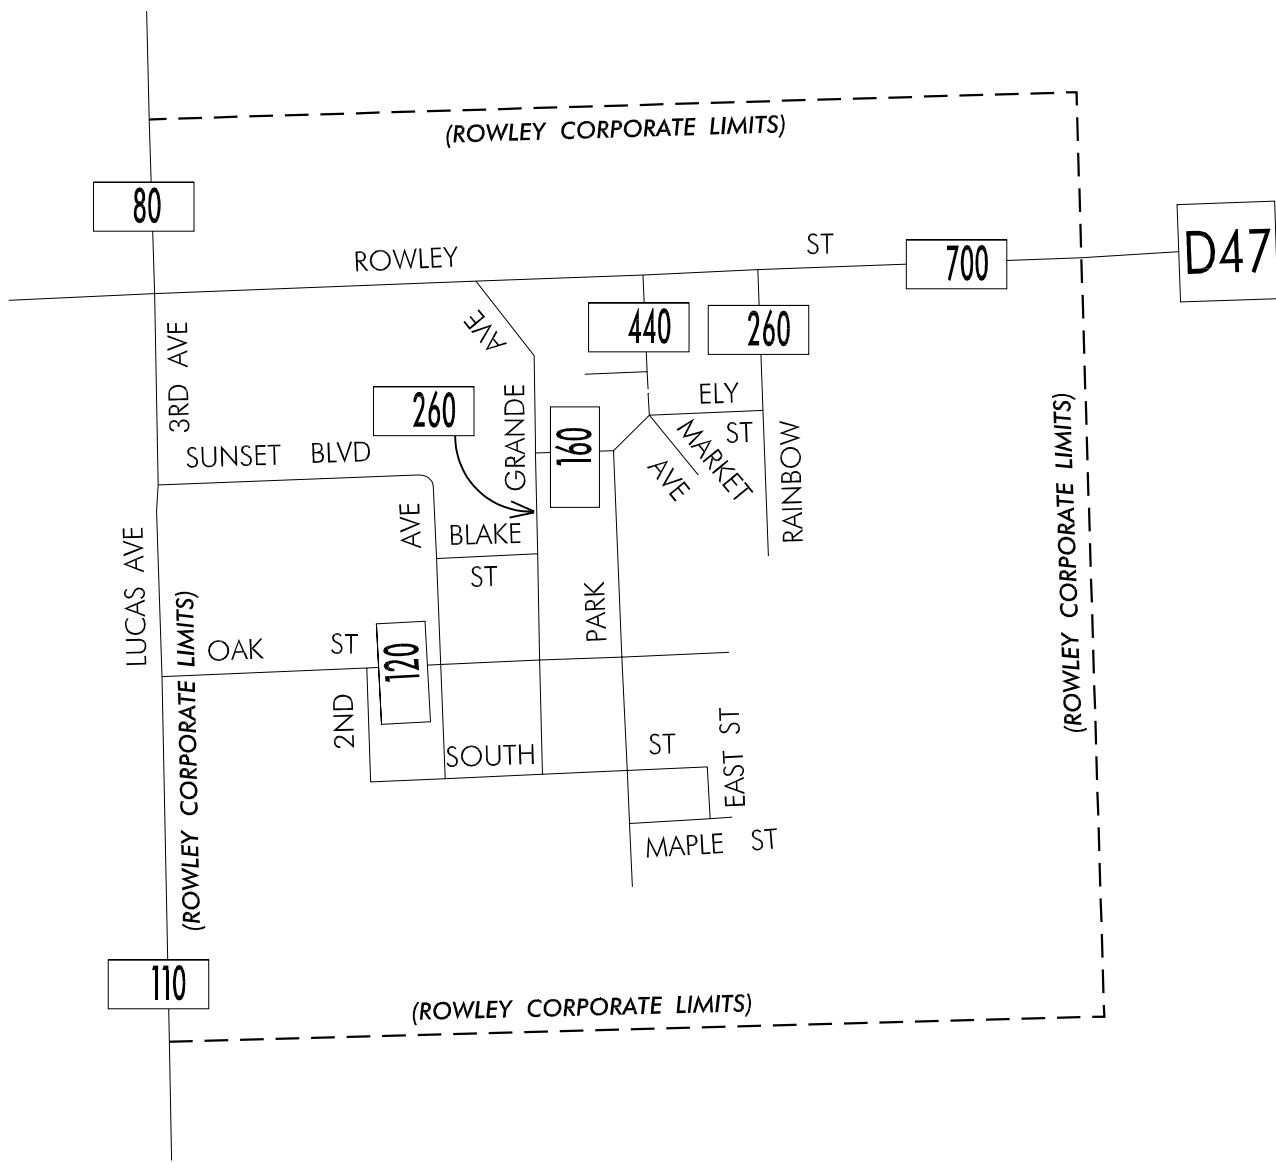 (ROWLEY CORPORATE LIMITS)
80
ROWLEY ST
700
D47
3RD AVE
AVE
GRANDE
440
260
260
160
ELY
ST
MARKET
AVE
RAINBOW
SUNSET BLVD
AVE
BLAKE
ST
(ROWLEY CORPORATE LIMITS)
LUCAS AVE
(ROWLEY CORPORATE LIMITS)
OAK ST
120
PARK
2ND
SOUTH ST
EAST ST
MAPLE ST
110
(ROWLEY CORPORATE LIMITS)